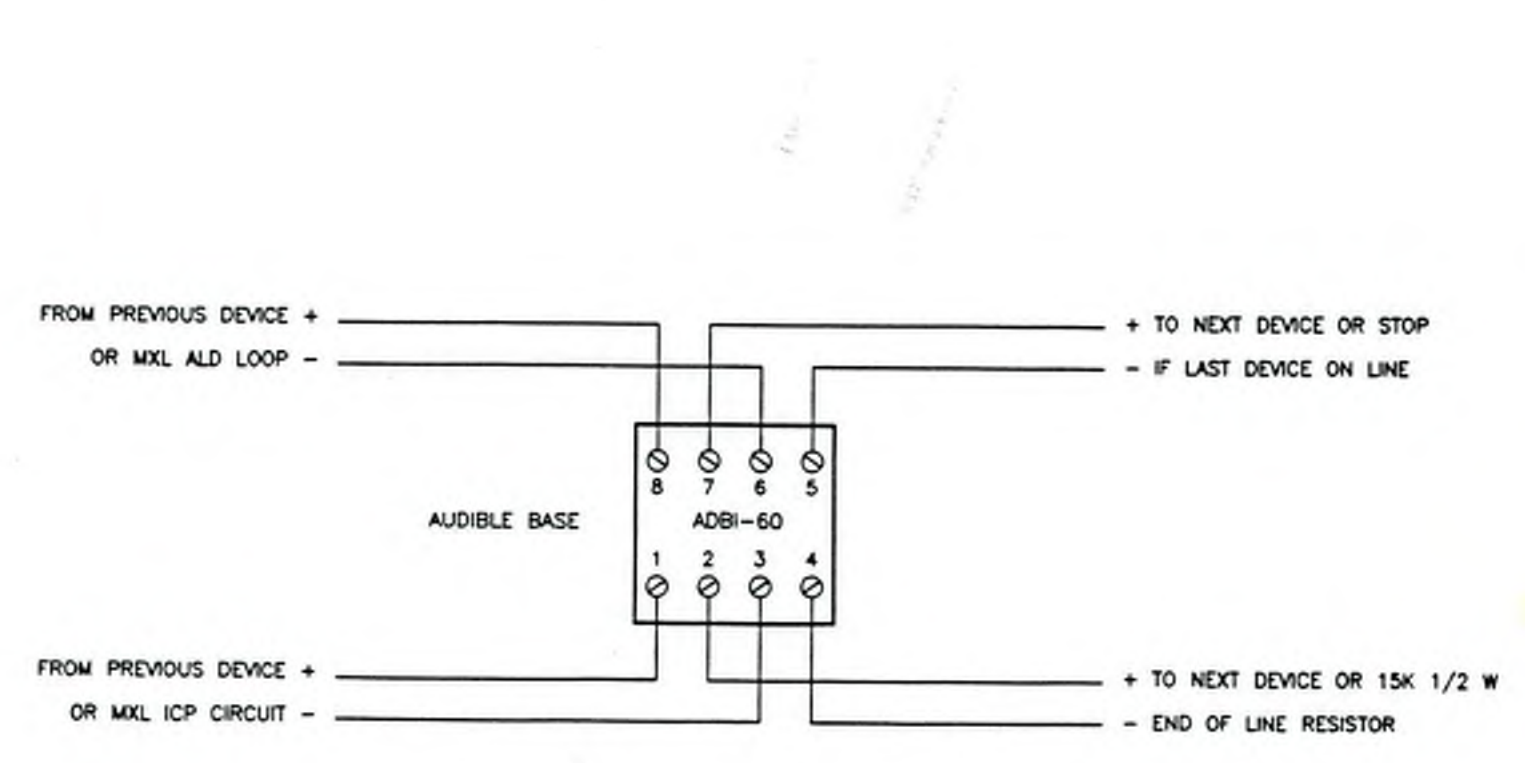 FROM PREVIOUS DEVICE +
OR MXL ALD LOOP -
+ TO NEXT DEVICE OR STOP
- IF LAST DEVICE ON LINE
8 7 6 5
AUDIBLE BASE
ADBI-60
1 2 3 4
FROM PREVIOUS DEVICE +
OR MXL ICP CIRCUIT -
+ TO NEXT DEVICE OR 15K 1/2 W
- END OF LINE RESISTOR